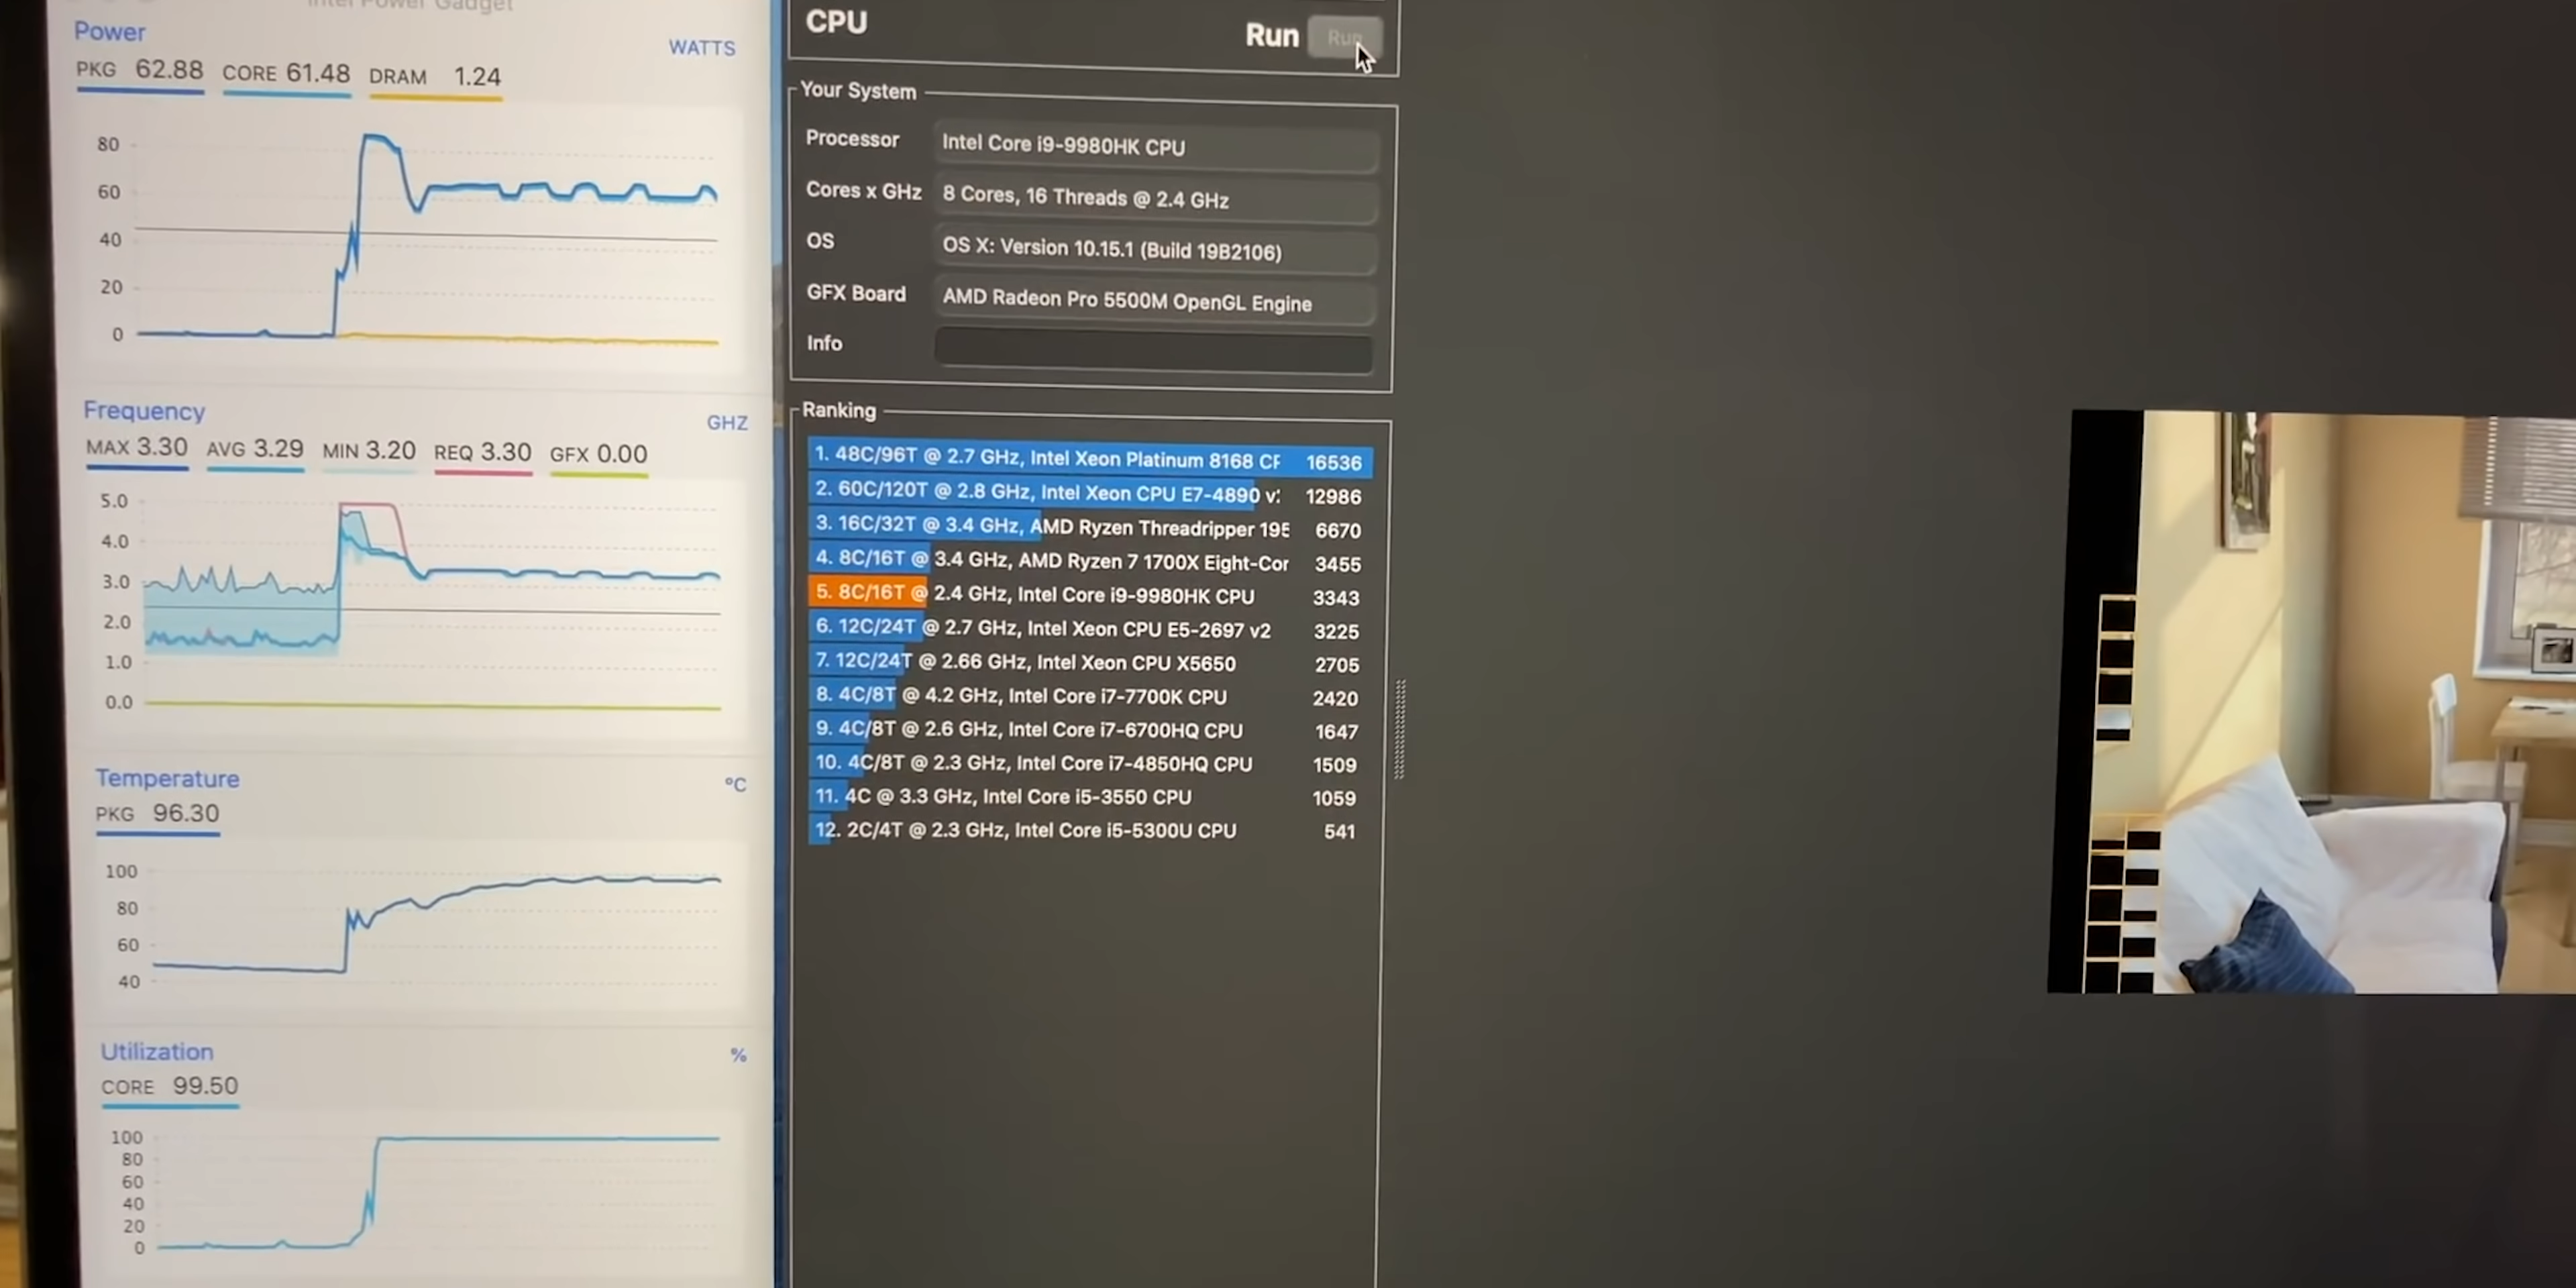 Intel Power Gadget
Power
WATTS
PKG 62.88 CORE 61.48 DRAM 1.24
80
60
40
20
0
Frequency
GHZ
MAX 3.30 AVG 3.29 MIN 3.20 REQ 3.30 GFX 0.00
5.0
4.0
3.0
2.0
1.0
0.0
Temperature
°C
PKG 96.30
100
80
60
40
Utilization
%
CORE 99.50
100
80
60
40
20
0
CPU
Run Run
Your System
Processor Intel Core i9-9980HK CPU
Cores x GHz 8 Cores, 16 Threads @ 2.4 GHz
OS OS X: Version 10.15.1 (Build 19B2106)
GFX Board AMD Radeon Pro 5500M OpenGL Engine
Info
Ranking
1. 48C/96T @ 2.7 GHz, Intel Xeon Platinum 8168 CF 16536
2. 60C/120T @ 2.8 GHz, Intel Xeon CPU E7-4890 v: 12986
3. 16C/32T @ 3.4 GHz, AMD Ryzen Threadripper 195 6670
4. 8C/16T @ 3.4 GHz, AMD Ryzen 7 1700X Eight-Cor 3455
5. 8C/16T @ 2.4 GHz, Intel Core i9-9980HK CPU 3343
6. 12C/24T @ 2.7 GHz, Intel Xeon CPU E5-2697 v2 3225
7. 12C/24T @ 2.66 GHz, Intel Xeon CPU X5650 2705
8. 4C/8T @ 4.2 GHz, Intel Core i7-7700K CPU 2420
9. 4C/8T @ 2.6 GHz, Intel Core i7-6700HQ CPU 1647
10. 4C/8T @ 2.3 GHz, Intel Core i7-4850HQ CPU 1509
11. 4C @ 3.3 GHz, Intel Core i5-3550 CPU 1059
12. 2C/4T @ 2.3 GHz, Intel Core i5-5300U CPU 541